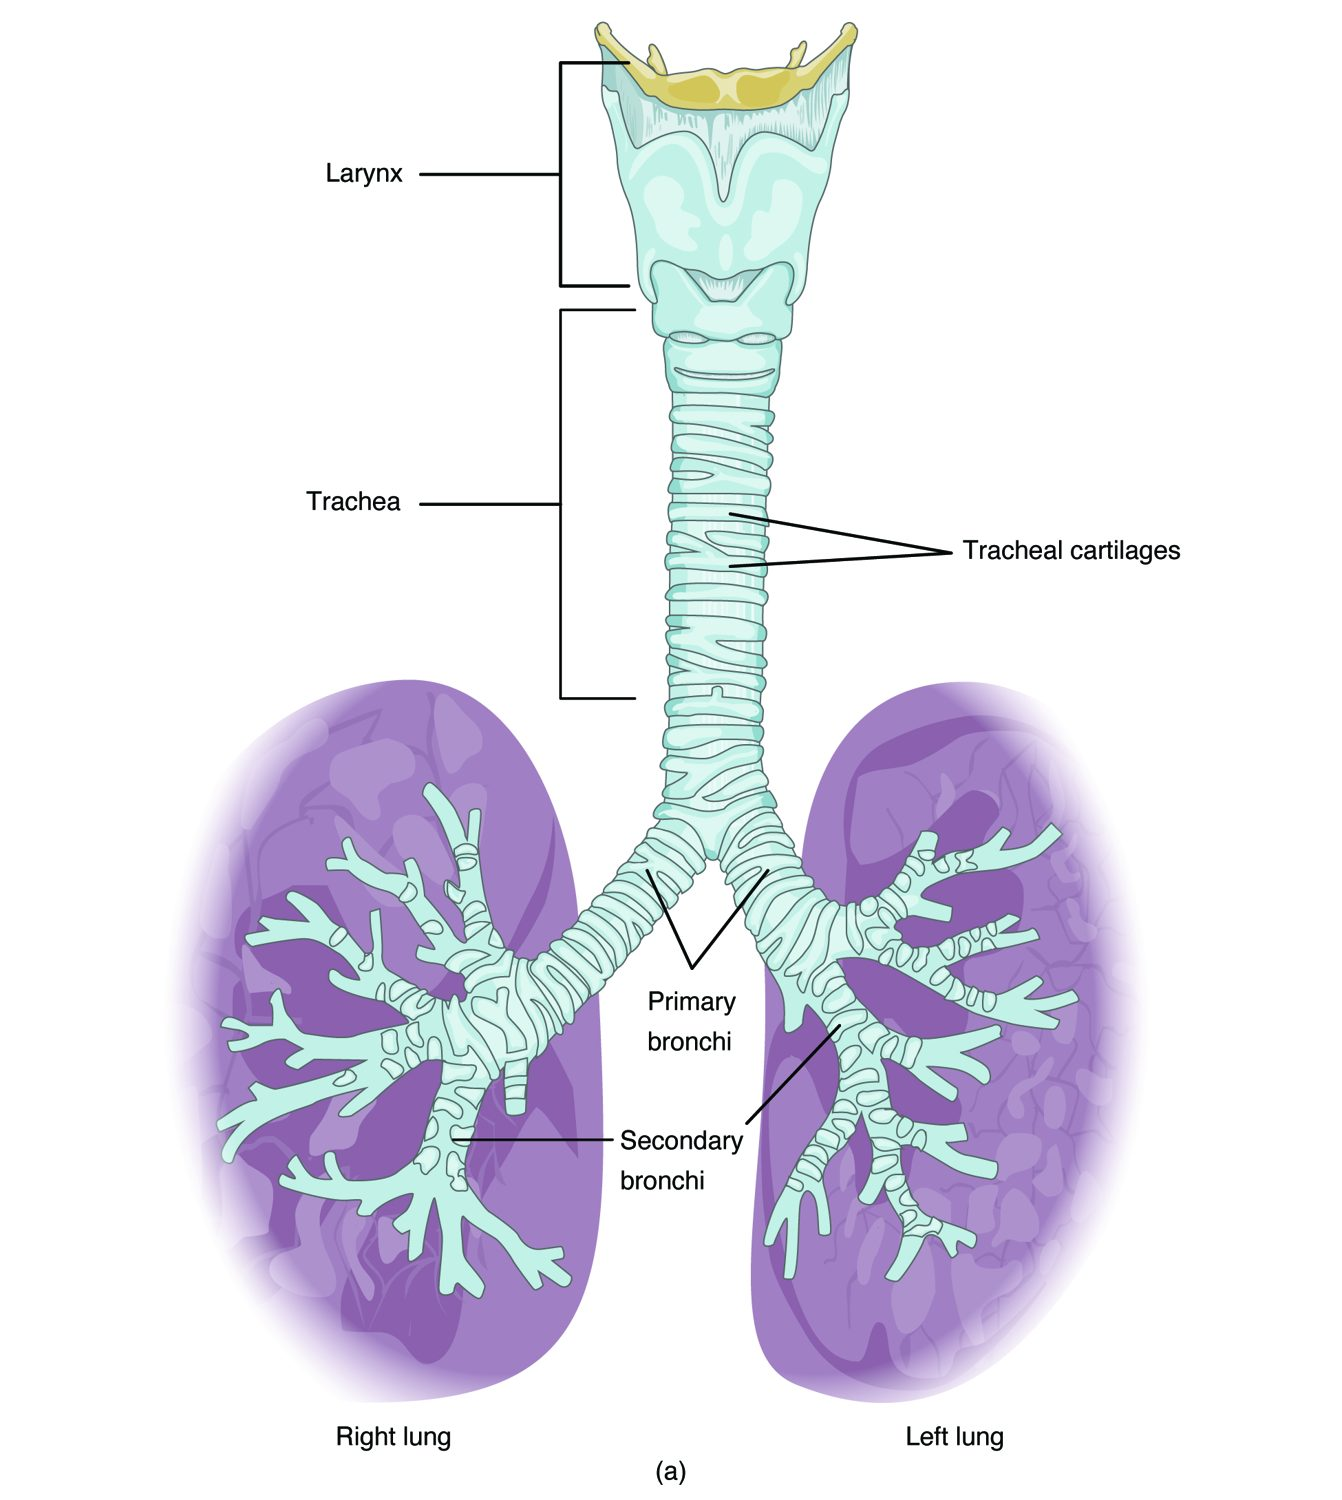 Larynx
Trachea
Tracheal cartilages
Primary
bronchi
Secondary
bronchi
Right lung
Left lung
(a)